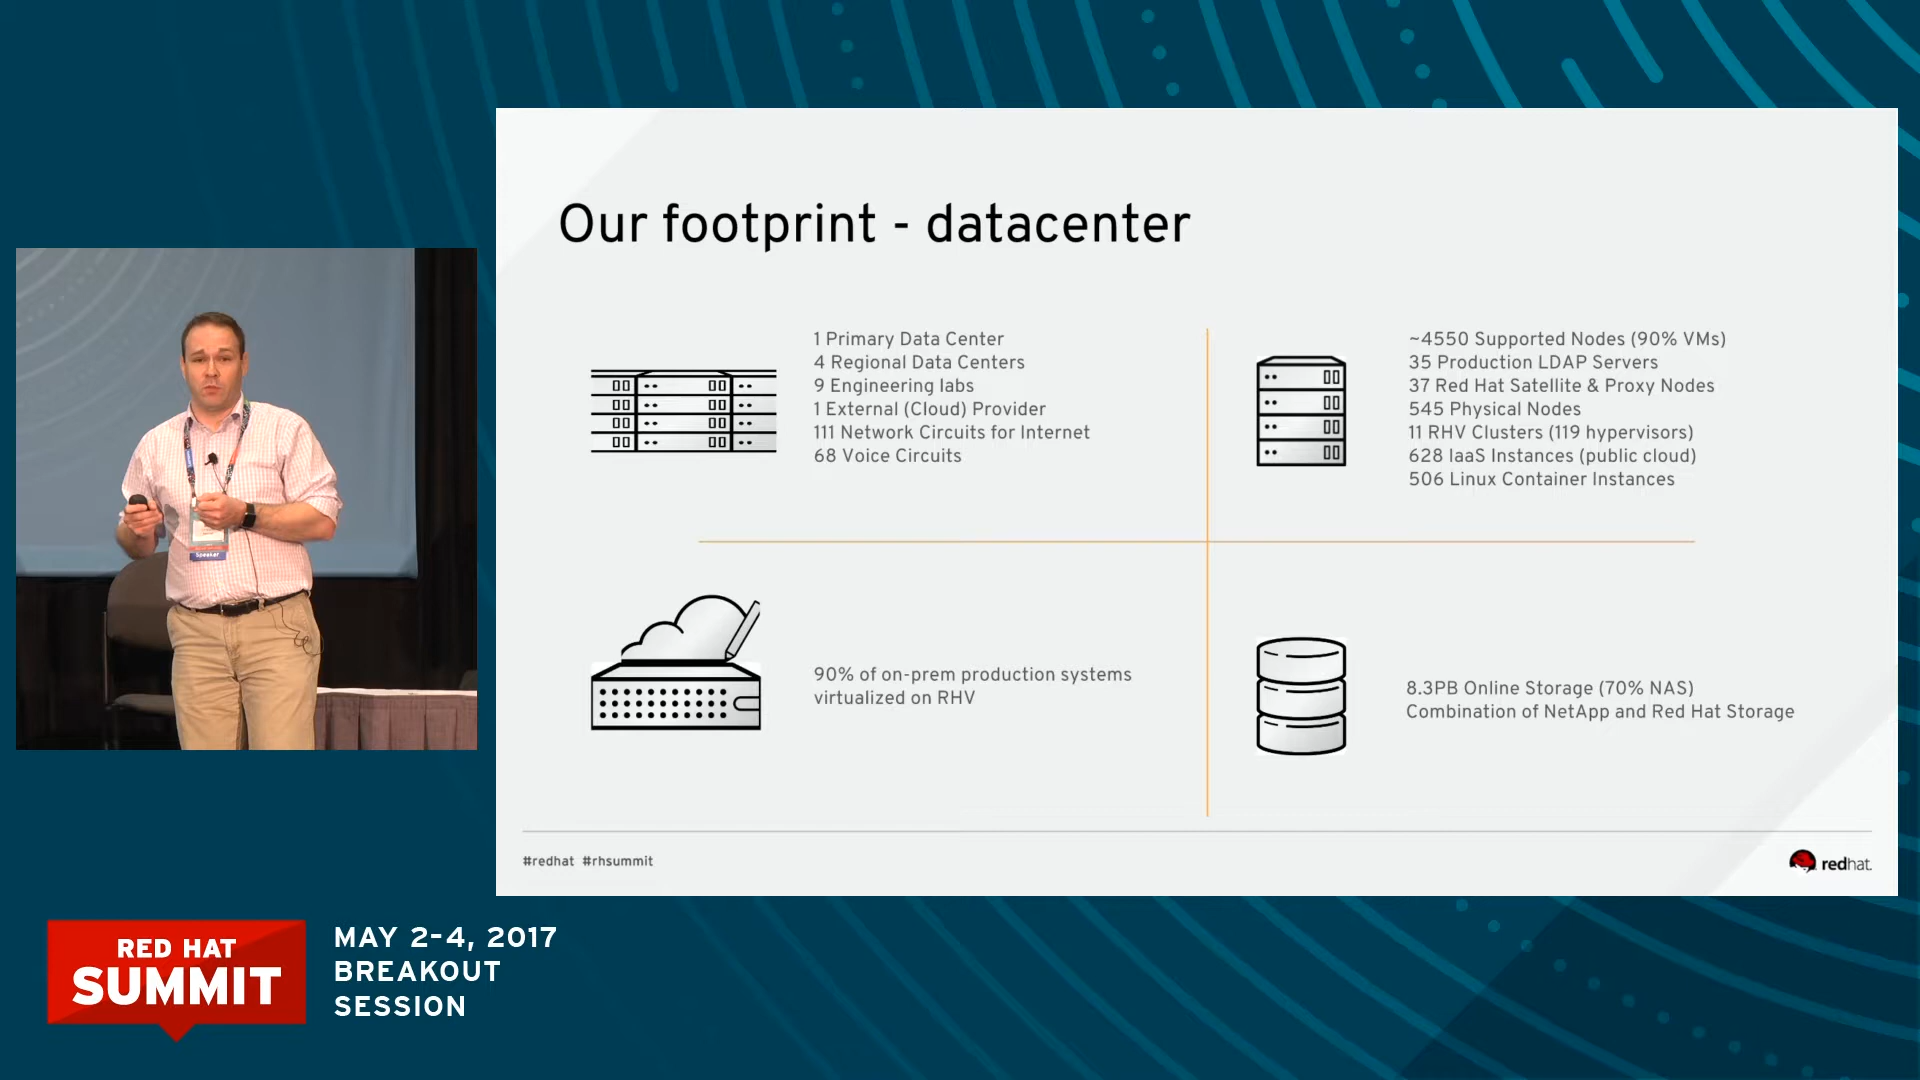 Our footprint - datacenter
1 Primary Data Center
4 Regional Data Centers
9 Engineering labs
1 External (Cloud) Provider
111 Network Circuits for Internet
68 Voice Circuits
~4550 Supported Nodes (90% VMs)
35 Production LDAP Servers
37 Red Hat Satellite & Proxy Nodes
545 Physical Nodes
11 RHV Clusters (119 hypervisors)
628 IaaS Instances (public cloud)
506 Linux Container Instances
90% of on-prem production systems
virtualized on RHV
8.3PB Online Storage (70% NAS)
Combination of NetApp and Red Hat Storage
#redhat #rhsummit
redhat.
Speaker
RED HAT
SUMMIT
MAY 2-4, 2017
BREAKOUT
SESSION